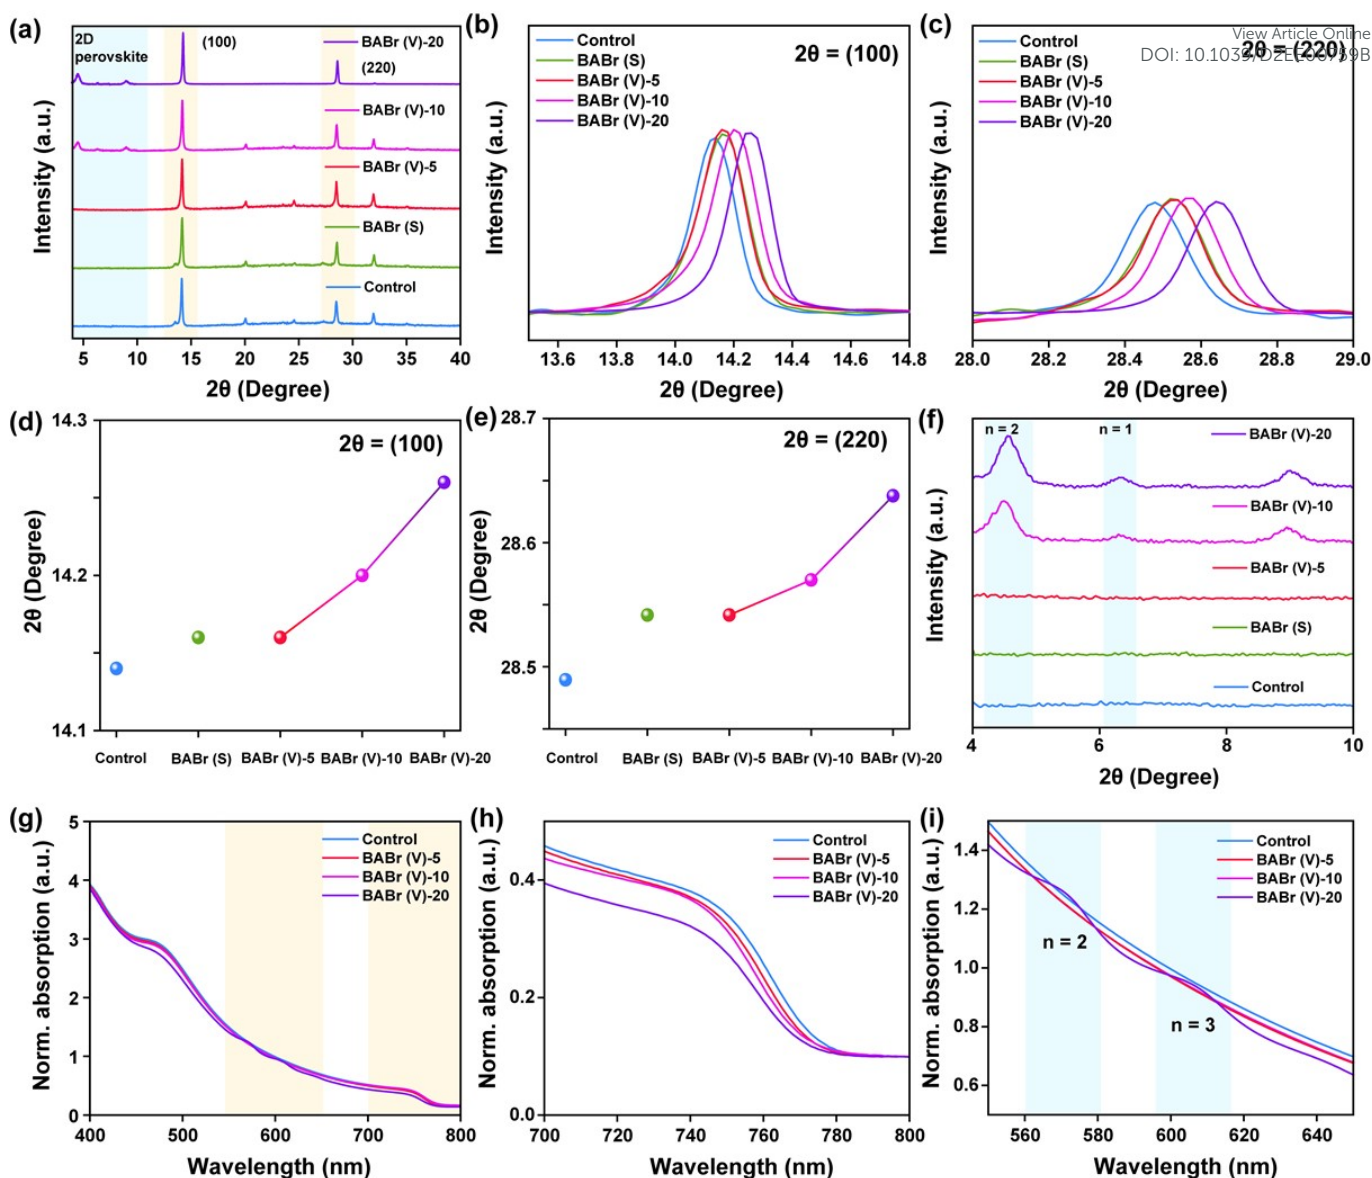 (a)
2D
perovskite
(100)
BABr (V)-20
(220)
BABr (V)-10
BABr (V)-5
BABr (S)
Control
Intensity (a.u.)
5 10 15 20 25 30 35 40
2θ (Degree)
(b)
Control
BABr (S)
BABr (V)-5
BABr (V)-10
BABr (V)-20
2θ = (100)
Intensity (a.u.)
13.6 14.0 14.2 14.4 14.6 14.8
2θ (Degree)
(c)
View Article Online
DOI: 10.1039/D2EE00759B
Control
BABr (S)
BABr (V)-5
BABr (V)-10
BABr (V)-20
2θ = (220)
Intensity (a.u.)
28.0 28.2 28.4 28.6 28.8 29.0
2θ (Degree)
(d)
14.3
2θ = (100)
14.2
14.1
2θ (Degree)
Control BABr (S) BABr (V)-5 BABr (V)-10 BABr (V)-20
(e)
28.7
2θ = (220)
28.6
28.5
2θ (Degree)
Control BABr (S) BABr (V)-5 BABr (V)-10 BABr (V)-20
(f)
n = 2 n = 1
BABr (V)-20
BABr (V)-10
BABr (V)-5
BABr (S)
Control
Intensity (a.u.)
4 6 8 10
2θ (Degree)
(g)
5
4
3
2
1
0
Control
BABr (V)-5
BABr (V)-10
BABr (V)-20
Norm. absorption (a.u.)
400 500 600 700 800
Wavelength (nm)
(h)
0.4
0.2
0.0
Control
BABr (V)-5
BABr (V)-10
BABr (V)-20
Norm. absorption (a.u.)
700 720 740 760 780 800
Wavelength (nm)
(i)
1.4
1.2
1.0
0.8
0.6
Control
BABr (V)-5
BABr (V)-10
BABr (V)-20
n = 2
n = 3
Norm. absorption (a.u.)
560 580 600 620 640
Wavelength (nm)